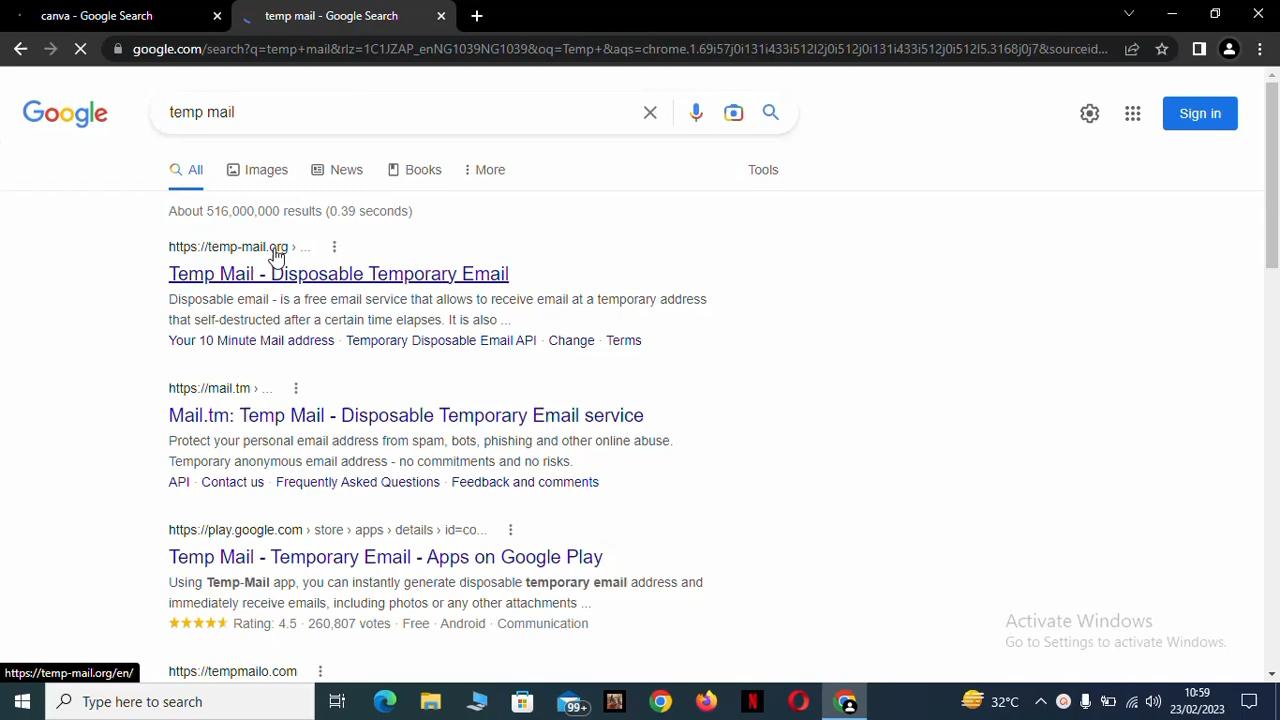 canva - Google Search
temp mail - Google Search
google.com/search?q=temp+mail&rlz=1C1JZAP_enNG1039NG1039&oq=Temp+&aqs=chrome.1.69i57j0i131i433i512l2j0i512j0i131i433i512j0i512l5.3168j0j7&sourceid...
Google
temp mail
Sign in
All
Images
News
Books
More
Tools
About 516,000,000 results (0.39 seconds)
https://temp-mail.org › ...
Temp Mail - Disposable Temporary Email
Disposable email - is a free email service that allows to receive email at a temporary address
that self-destructed after a certain time elapses. It is also ...
Your 10 Minute Mail address · Temporary Disposable Email API · Change · Terms
https://mail.tm › ...
Mail.tm: Temp Mail - Disposable Temporary Email service
Protect your personal email address from spam, bots, phishing and other online abuse.
Temporary anonymous email address - no commitments and no risks.
API · Contact us · Frequently Asked Questions · Feedback and comments
https://play.google.com › store › apps › details › id=co...
Temp Mail - Temporary Email - Apps on Google Play
Using Temp-Mail app, you can instantly generate disposable temporary email address and
immediately receive emails, including photos or any other attachments ...
Rating: 4.5 · 260,807 votes · Free · Android · Communication
Activate Windows
Go to Settings to activate Windows.
https://tempmailo.com
https://temp-mail.org/en/
Type here to search
99+
N
32°C
10:59
23/02/2023